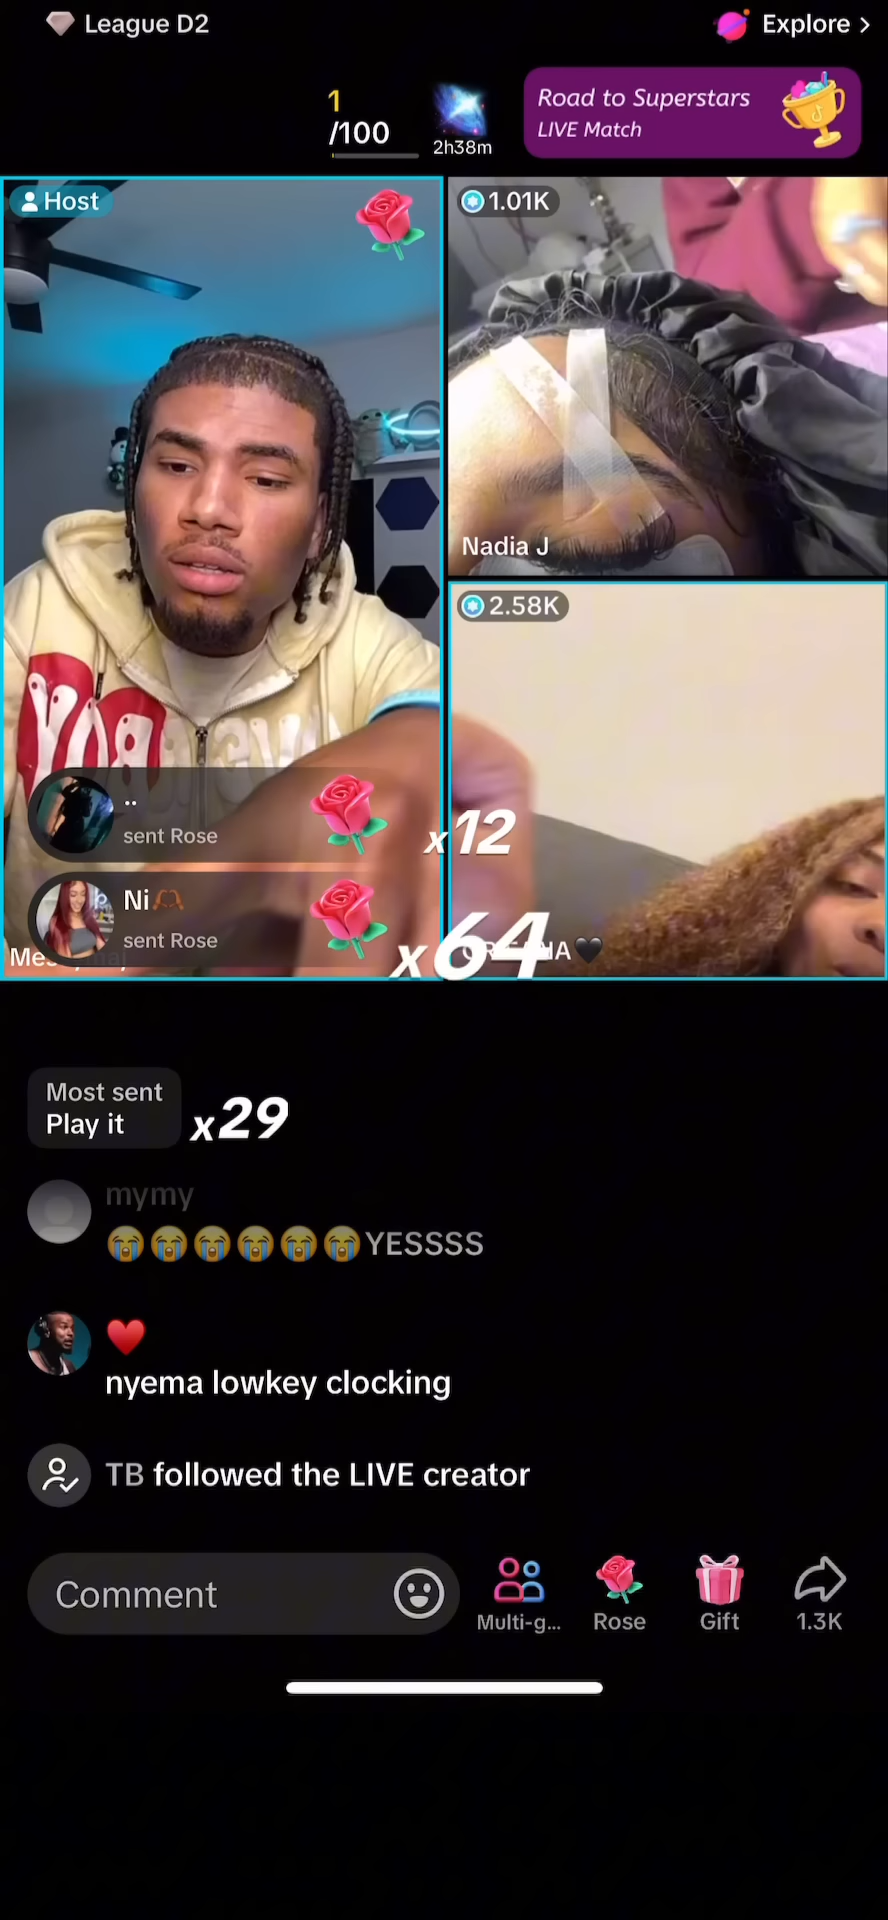 League D2
Explore >
1
/100
2h38m
Road to Superstars
LIVE Match
Host
1.01K
Nadia J
2.58K
..
sent Rose
x12
Ni🫶🏾
sent Rose
x64
🖤
Most sent
Play it
x29
mymy
😭😭😭😭😭😭YESSSS
♥️
nyema lowkey clocking
TB followed the LIVE creator
Comment
Multi-g...
Rose
Gift
1.3K